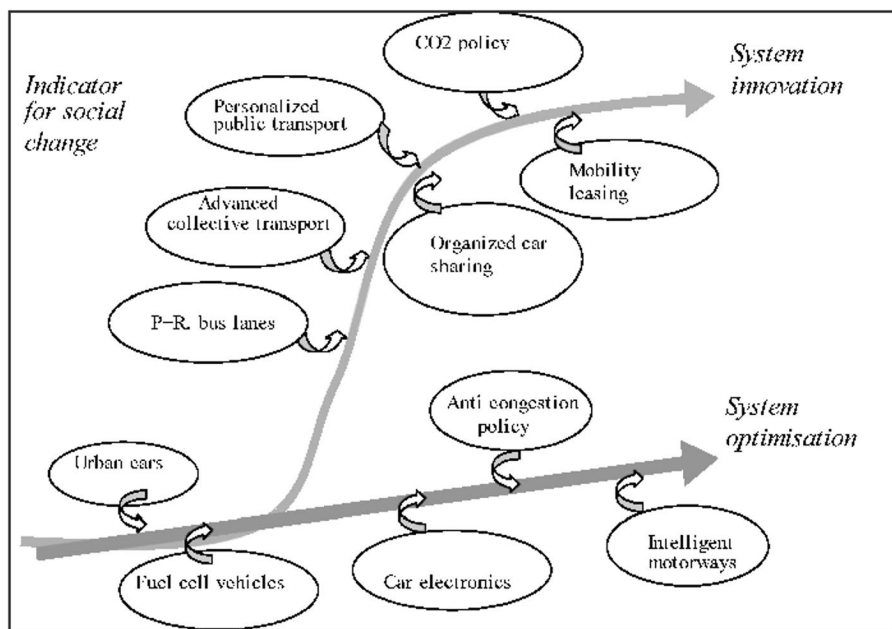 CO2 policy
System
innovation
Indicator
for social
change
Personalized
public transport
Mobility
leasing
Advanced
collective transport
Organized car
sharing
P-R. bus lanes
Anti congestion
policy
System
optimisation
Urban cars
Fuel cell vehicles
Car electronics
Intelligent
motorways